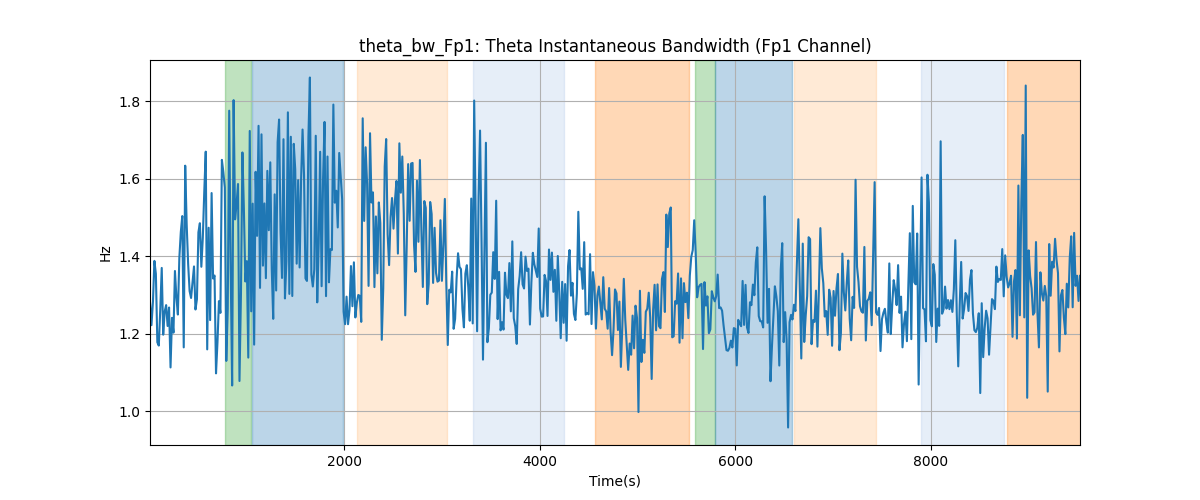 theta_bw_Fp1: Theta Instantaneous Bandwidth (Fp1 Channel)
Hz
1.8
1.6
1.4
1.2
1.0
2000 4000 6000 8000
Time(s)